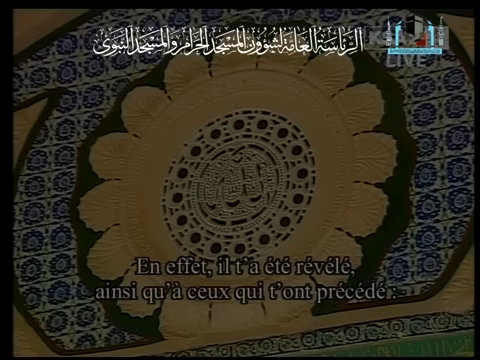 الرئاسة العامة لشؤون المسجد الحرام والمسجد النبوي
LIVE
En effet, il t'a été révélé,
ainsi qu'à ceux qui t'ont précédé :